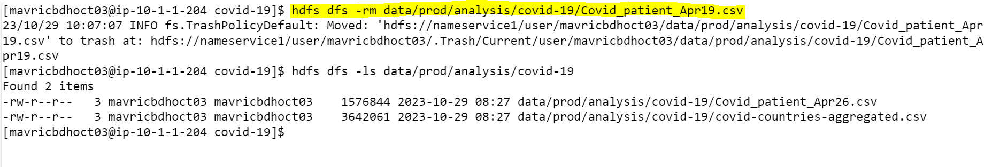 [mavricbdhoct03@ip-10-1-1-204 covid-19]$ hdfs dfs -rm data/prod/analysis/covid-19/Covid_patient_Apr19.csv
23/10/29 10:07:07 INFO fs.TrashPolicyDefault: Moved: 'hdfs://nameservice1/user/mavricbdhoct03/data/prod/analysis/covid-19/Covid_patient_Apr
19.csv' to trash at: hdfs://nameservice1/user/mavricbdhoct03/.Trash/Current/user/mavricbdhoct03/data/prod/analysis/covid-19/Covid_patient_A
pr19.csv
[mavricbdhoct03@ip-10-1-1-204 covid-19]$ hdfs dfs -ls data/prod/analysis/covid-19
Found 2 items
-rw-r--r--   3 mavricbdhoct03 mavricbdhoct03    1576844 2023-10-29 08:27 data/prod/analysis/covid-19/Covid_patient_Apr26.csv
-rw-r--r--   3 mavricbdhoct03 mavricbdhoct03    3642061 2023-10-29 08:27 data/prod/analysis/covid-19/covid-countries-aggregated.csv
[mavricbdhoct03@ip-10-1-1-204 covid-19]$